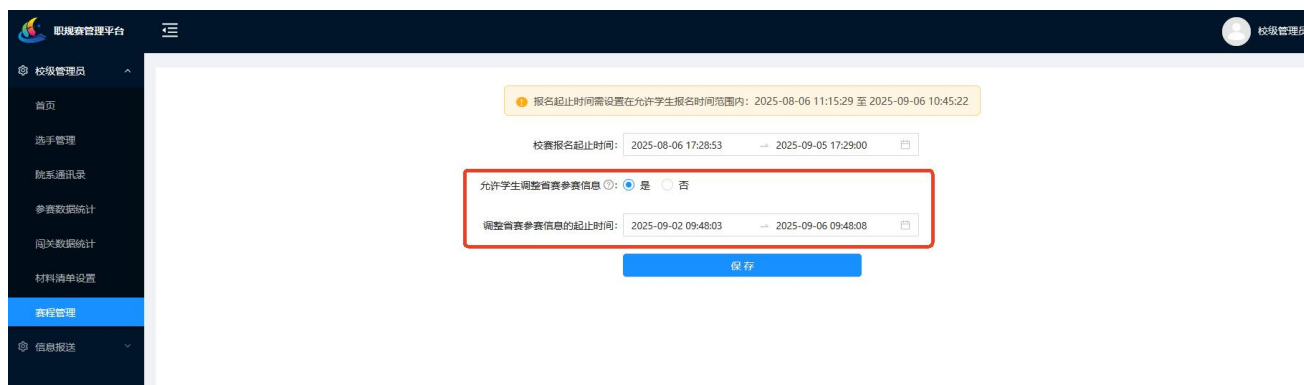 职规赛管理平台
校级管理员
校级管理员
首页
选手管理
院系通讯录
参赛数据统计
闯关数据统计
材料清单设置
赛程管理
信息报送
报名起止时间需设置在允许学生报名时间范围内：2025-08-06 11:15:29 至 2025-09-06 10:45:22
校赛报名起止时间： 2025-08-06 17:28:53 → 2025-09-05 17:29:00
允许学生调整省赛参赛信息?： 是 否
调整省赛参赛信息的起止时间： 2025-09-02 09:48:03 → 2025-09-06 09:48:08
保存